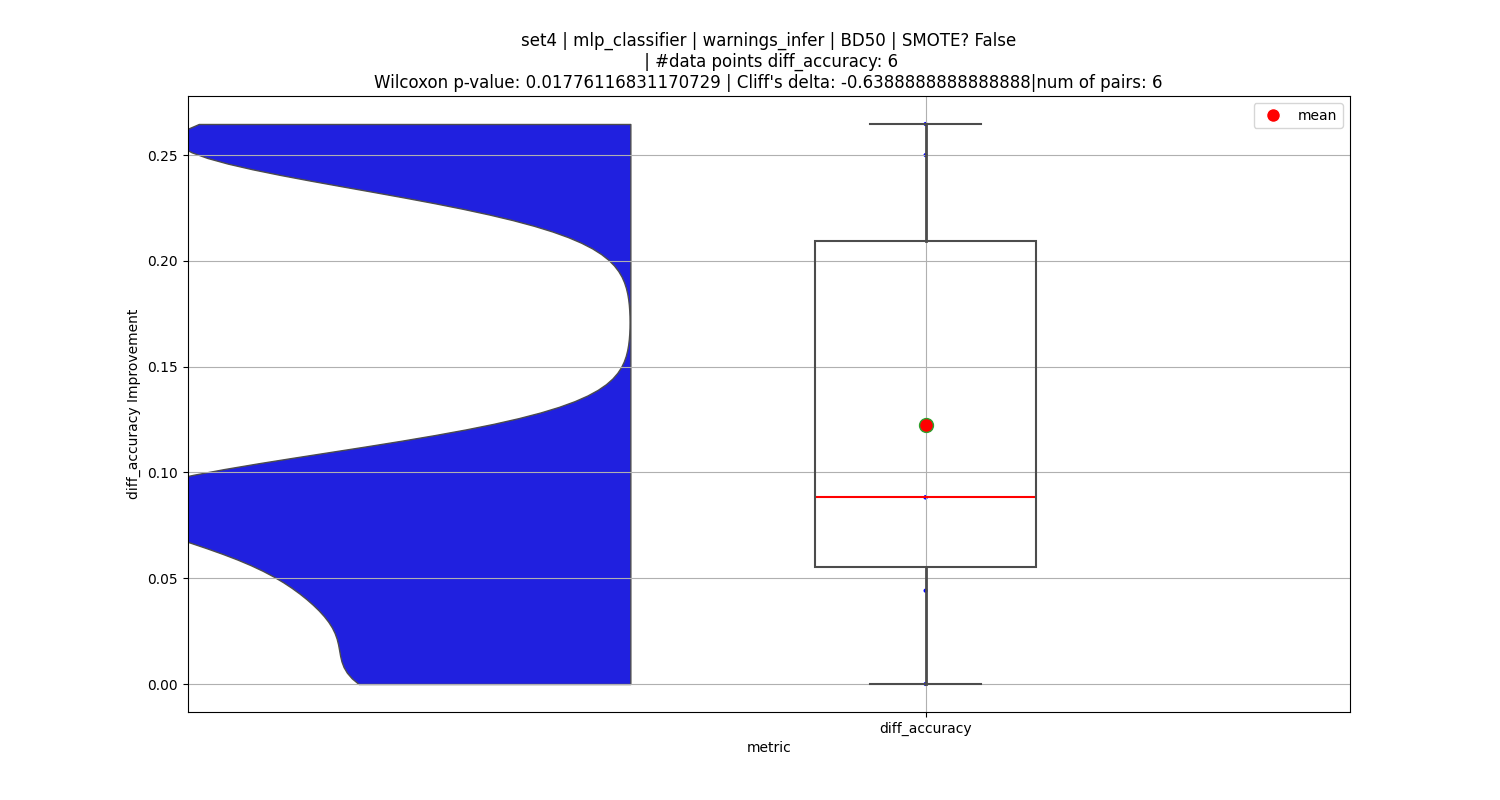 set4 | mlp_classifier | warnings_infer | BD50 | SMOTE? False
| #data points diff_accuracy: 6
Wilcoxon p-value: 0.01776116831170729 | Cliff's delta: -0.6388888888888888|num of pairs: 6
mean
0.25
0.20
0.15
0.10
0.05
0.00
diff_accuracy Improvement
diff_accuracy
metric